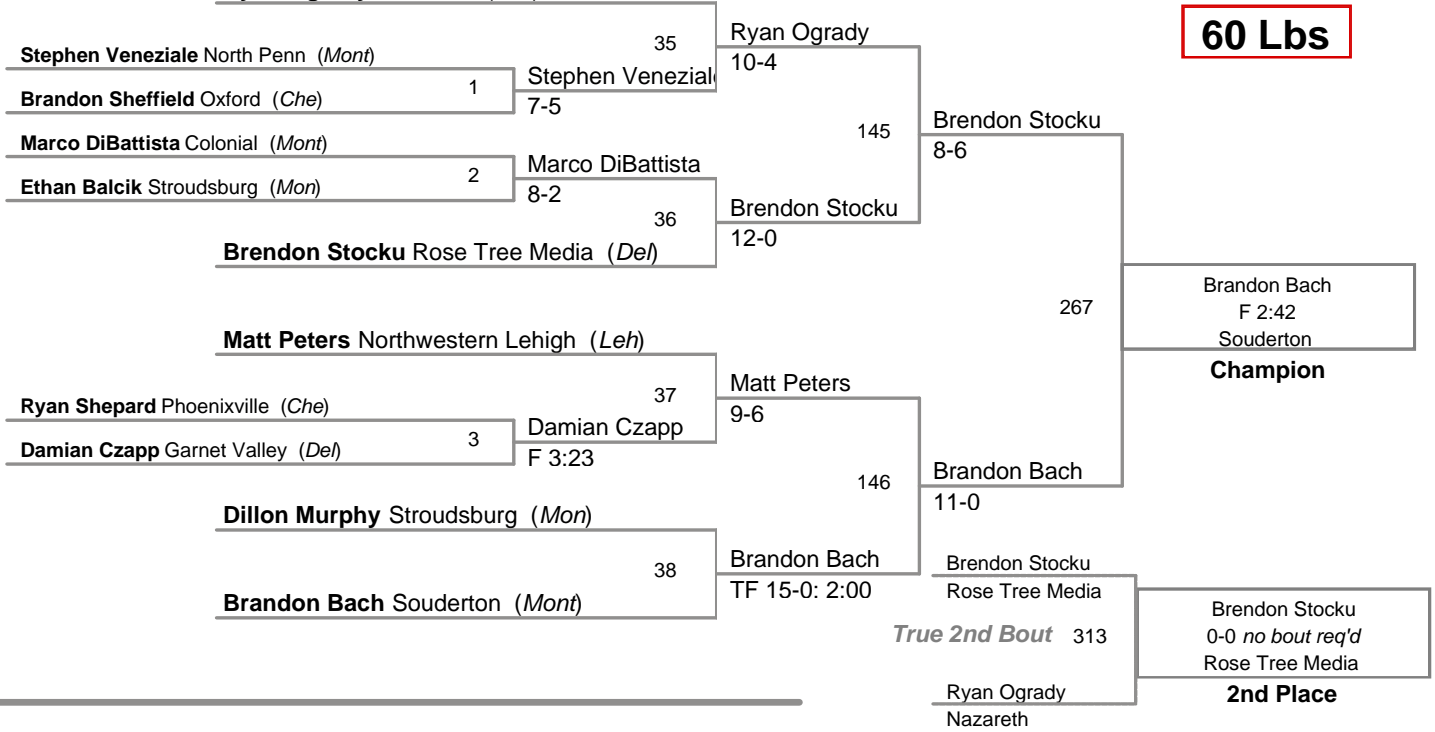 60 Lbs
Stephen Veneziale North Penn (Mont)
Brandon Sheffield Oxford (Che)
1
Stephen Veneziale
7-5
35
Ryan Ogrady
10-4
Marco DiBattista Colonial (Mont)
Ethan Balcik Stroudsburg (Mon)
2
Marco DiBattista
8-2
36
Brendon Stocku Rose Tree Media (Del)
Brendon Stocku
12-0
145
Brendon Stocku
8-6
Matt Peters Northwestern Lehigh (Leh)
Ryan Shepard Phoenixville (Che)
Damian Czapp Garnet Valley (Del)
3
Damian Czapp
F 3:23
37
Matt Peters
9-6
Dillon Murphy Stroudsburg (Mon)
38
Brandon Bach Souderton (Mont)
Brandon Bach
TF 15-0: 2:00
146
Brandon Bach
11-0
267
Brandon Bach
F 2:42
Souderton
Champion
Brendon Stocku
Rose Tree Media
True 2nd Bout 313
Ryan Ogrady
Nazareth
Brendon Stocku
0-0 no bout req'd
Rose Tree Media
2nd Place